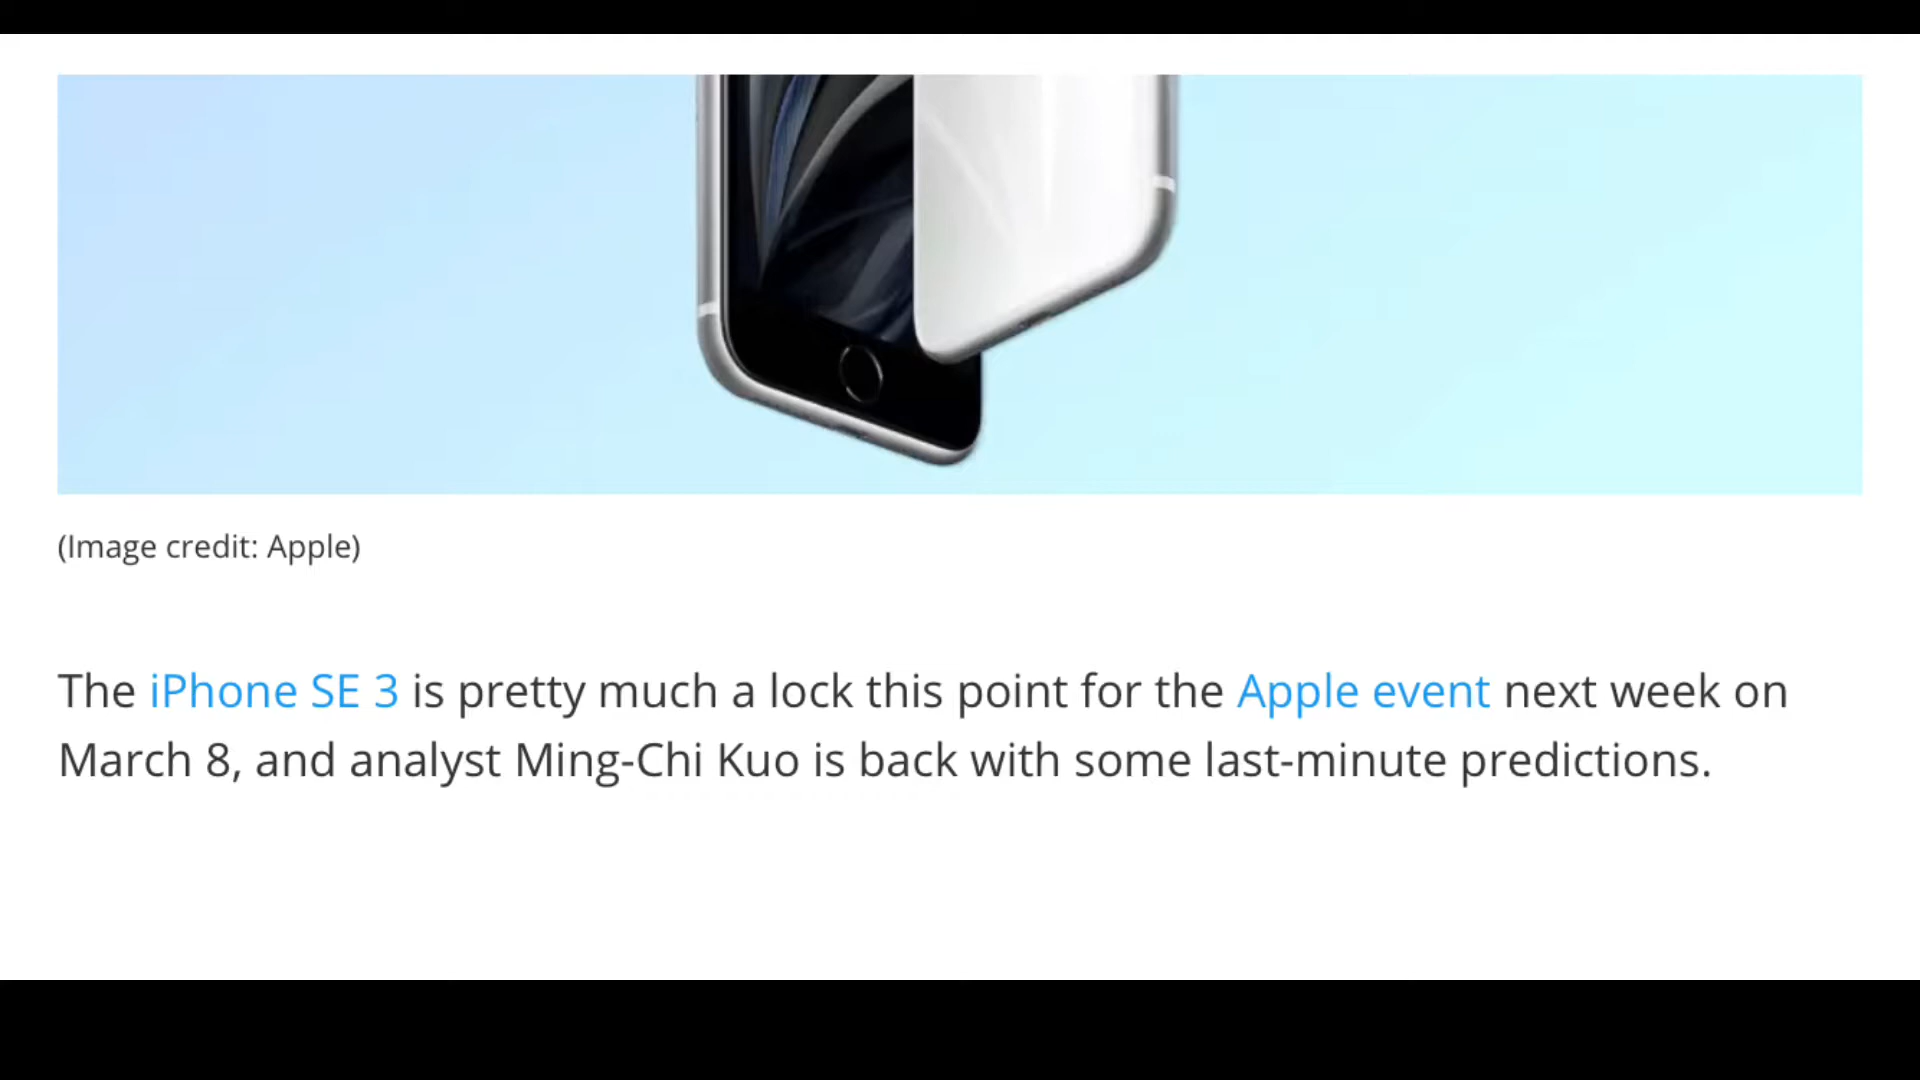 (Image credit: Apple)
The iPhone SE 3 is pretty much a lock this point for the Apple event next week on
March 8, and analyst Ming-Chi Kuo is back with some last-minute predictions.